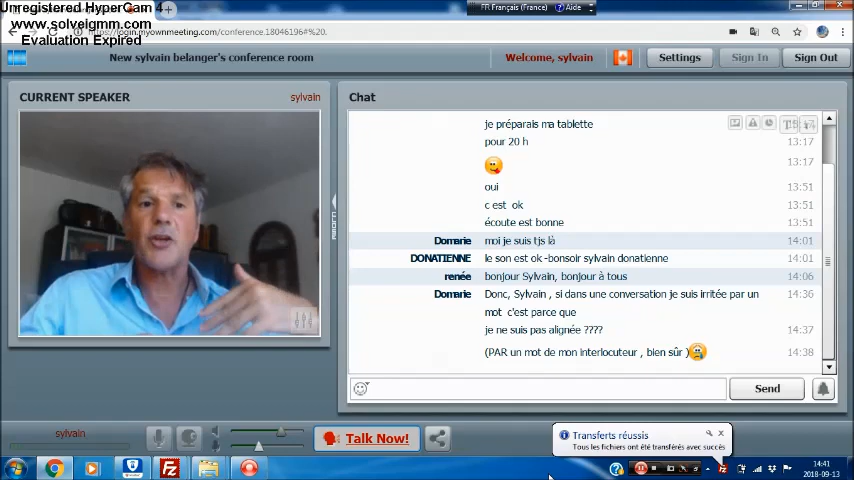 Unregistered HyperCam 4
www.solveigmm.com
Evaluation Expired
FR Français (France)
Aide
https://login.myownmeeting.com/conference.18046196# .
New sylvain belanger's conference room
Welcome, sylvain
Settings
Sign In
Sign Out
CURRENT SPEAKER
sylvain
Chat
je préparais ma tablette 13:17
pour 20 h 13:17
13:17
oui 13:51
c est ok 13:51
écoute est bonne 13:51
Domarie moi je suis tjs là 14:01
DONATIENNE le son est ok -bonsoir sylvain donatienne 14:01
renée bonjour Sylvain, bonjour à tous 14:06
Domarie Donc, Sylvain , si dans une conversation je suis irritée par un 14:36
mot c'est parce que
je ne suis pas alignée ???? 14:37
(PAR un mot de mon interlocuteur , bien sûr ) 14:38
Send
sylvain
Talk Now!
Transferts réussis
Tous les fichiers ont été transférés avec succès
14:41
2018-09-13